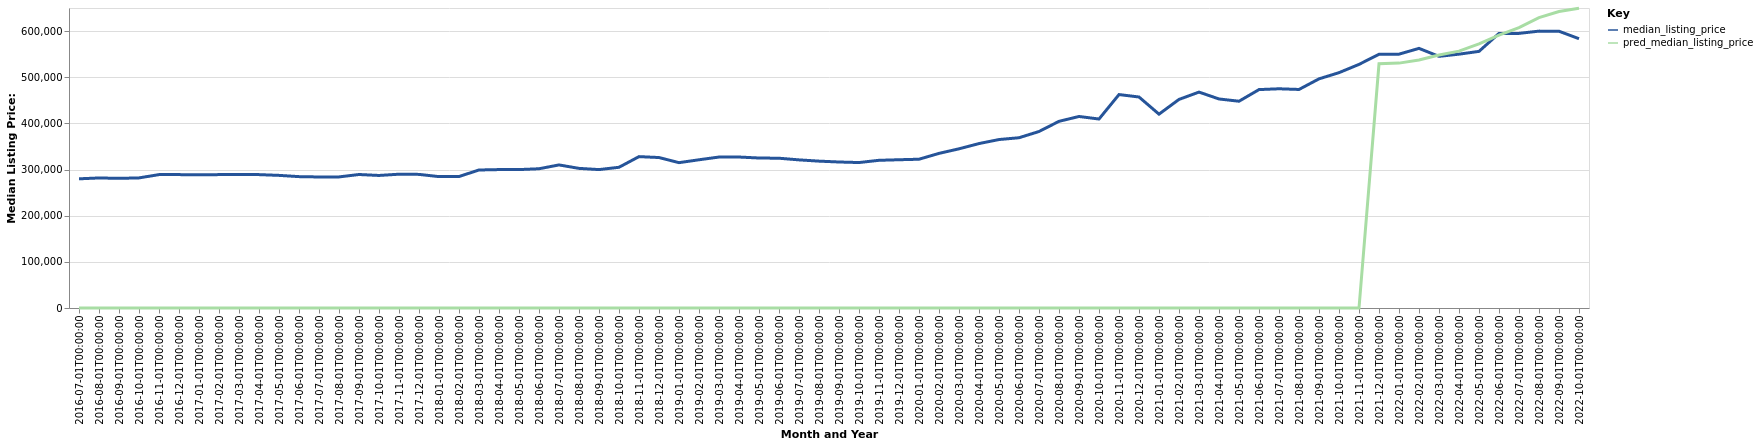 600,000
500,000
400,000
300,000
200,000
100,000
0
Median Listing Price:
2016-07-01T00:00:00
2016-08-01T00:00:00
2016-09-01T00:00:00
2016-10-01T00:00:00
2016-11-01T00:00:00
2016-12-01T00:00:00
2017-01-01T00:00:00
2017-02-01T00:00:00
2017-03-01T00:00:00
2017-04-01T00:00:00
2017-05-01T00:00:00
2017-06-01T00:00:00
2017-07-01T00:00:00
2017-08-01T00:00:00
2017-09-01T00:00:00
2017-10-01T00:00:00
2017-11-01T00:00:00
2017-12-01T00:00:00
2018-01-01T00:00:00
2018-02-01T00:00:00
2018-03-01T00:00:00
2018-04-01T00:00:00
2018-05-01T00:00:00
2018-06-01T00:00:00
2018-07-01T00:00:00
2018-08-01T00:00:00
2018-09-01T00:00:00
2018-10-01T00:00:00
2018-11-01T00:00:00
2018-12-01T00:00:00
2019-01-01T00:00:00
2019-02-01T00:00:00
2019-03-01T00:00:00
2019-04-01T00:00:00
2019-05-01T00:00:00
2019-06-01T00:00:00
2019-07-01T00:00:00
2019-08-01T00:00:00
2019-09-01T00:00:00
2019-10-01T00:00:00
2019-11-01T00:00:00
2019-12-01T00:00:00
2020-01-01T00:00:00
2020-02-01T00:00:00
2020-03-01T00:00:00
2020-04-01T00:00:00
2020-05-01T00:00:00
2020-06-01T00:00:00
2020-07-01T00:00:00
2020-08-01T00:00:00
2020-09-01T00:00:00
2020-10-01T00:00:00
2020-11-01T00:00:00
2020-12-01T00:00:00
2021-01-01T00:00:00
2021-02-01T00:00:00
2021-03-01T00:00:00
2021-04-01T00:00:00
2021-05-01T00:00:00
2021-06-01T00:00:00
2021-07-01T00:00:00
2021-08-01T00:00:00
2021-09-01T00:00:00
2021-10-01T00:00:00
2021-11-01T00:00:00
2021-12-01T00:00:00
2022-01-01T00:00:00
2022-02-01T00:00:00
2022-03-01T00:00:00
2022-04-01T00:00:00
2022-05-01T00:00:00
2022-06-01T00:00:00
2022-07-01T00:00:00
2022-08-01T00:00:00
2022-09-01T00:00:00
2022-10-01T00:00:00
Month and Year
Key
median_listing_price
pred_median_listing_price